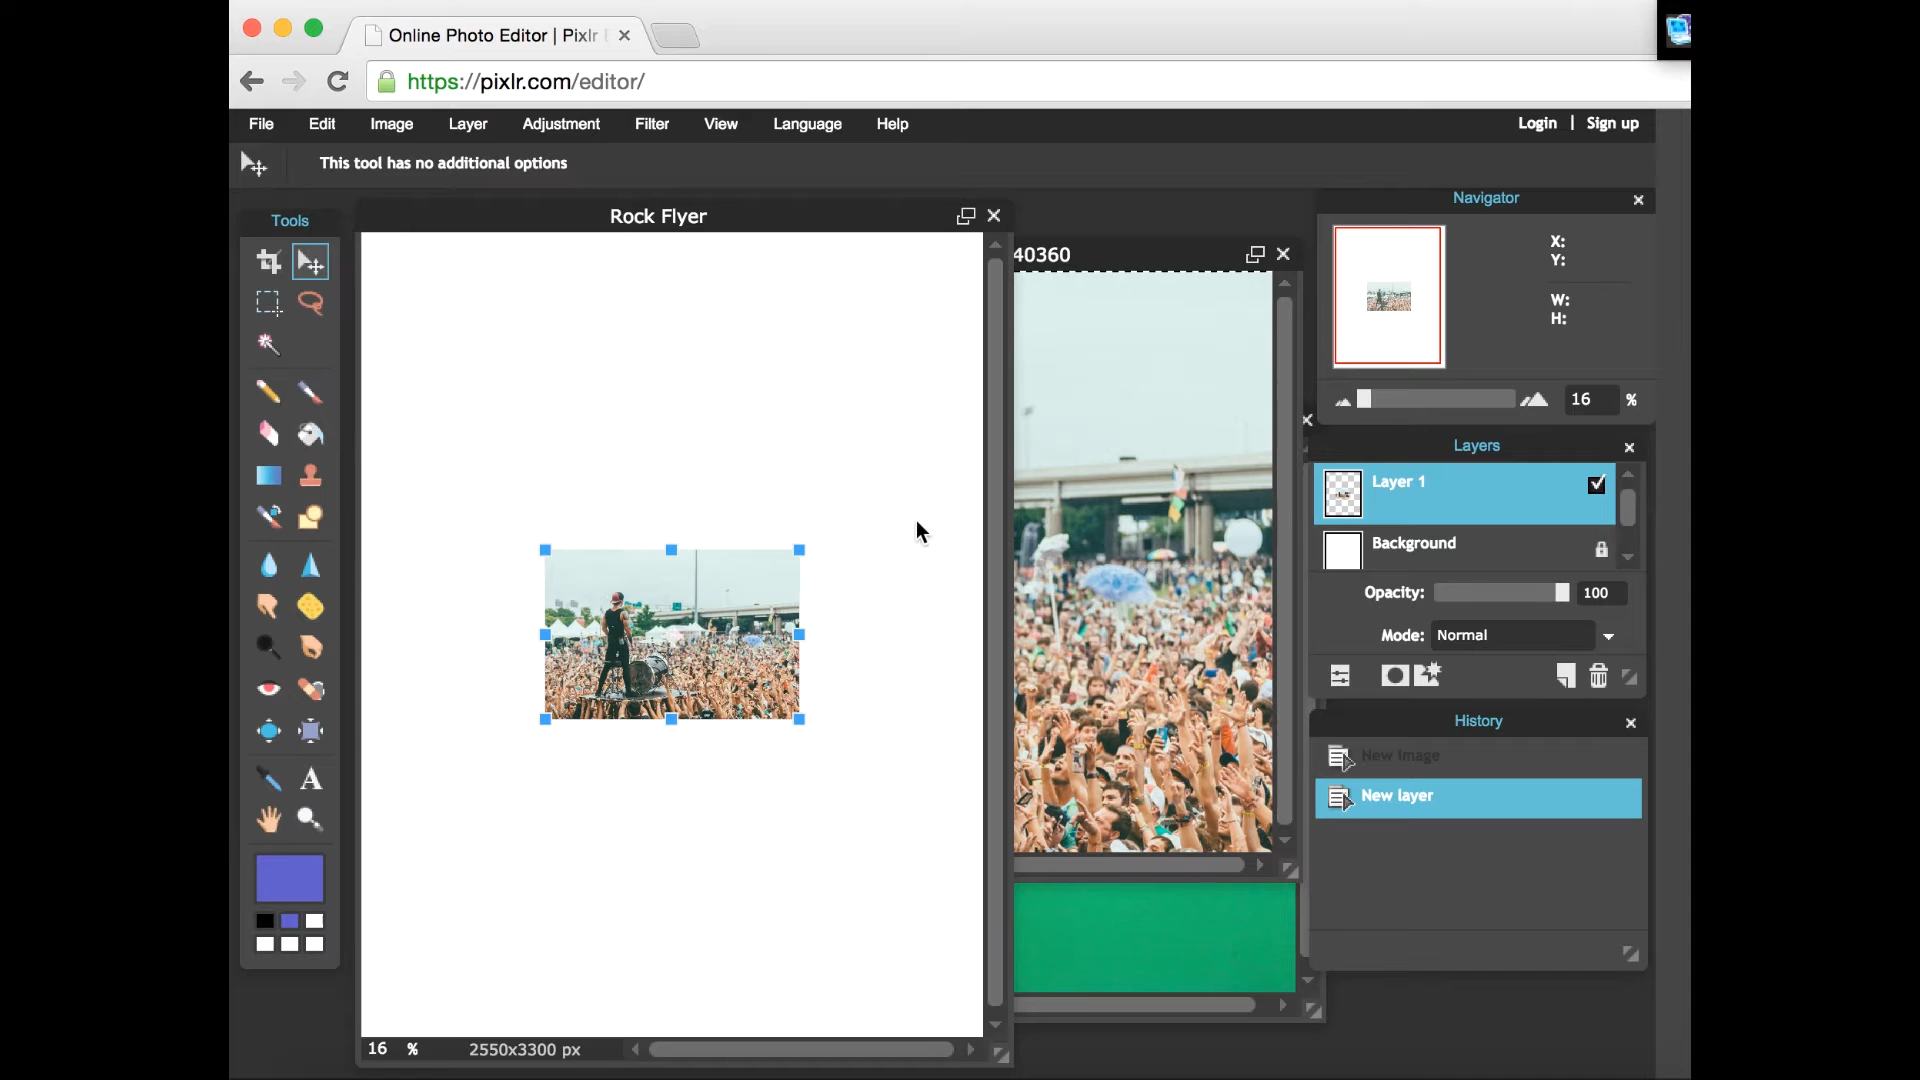 Online Photo Editor | Pixlr
https://pixlr.com/editor/
File Edit Image Layer Adjustment Filter View Language Help Login | Sign up
This tool has no additional options
Tools
Rock Flyer
40360
Navigator
X:
Y:
W:
H:
16 %
Layers
Layer 1
Background
Opacity: 100
Mode: Normal
History
New image
New layer
A
16 % 2550x3300 px